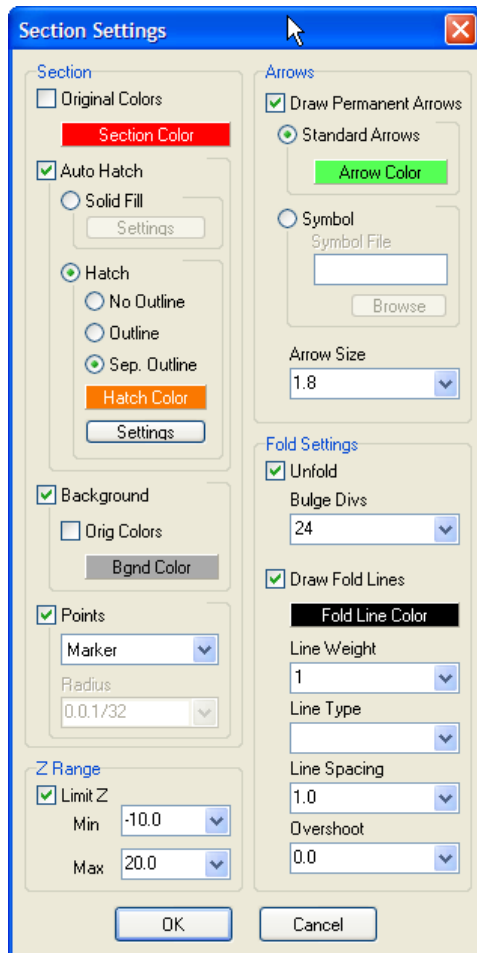 Section Settings
Section
Original Colors
Section Color
Auto Hatch
Solid Fill
Settings
Hatch
No Outline
Outline
Sep. Outline
Hatch Color
Settings
Background
Orig Colors
Bgnd Color
Points
Marker
Radius
0.0.1/32
Z Range
Limit Z
Min -10.0
Max 20.0
Arrows
Draw Permanent Arrows
Standard Arrows
Arrow Color
Symbol
Symbol File
Browse
Arrow Size
1.8
Fold Settings
Unfold
Bulge Divs
24
Draw Fold Lines
Fold Line Color
Line Weight
1
Line Type
Line Spacing
1.0
Overshoot
0.0
OK
Cancel